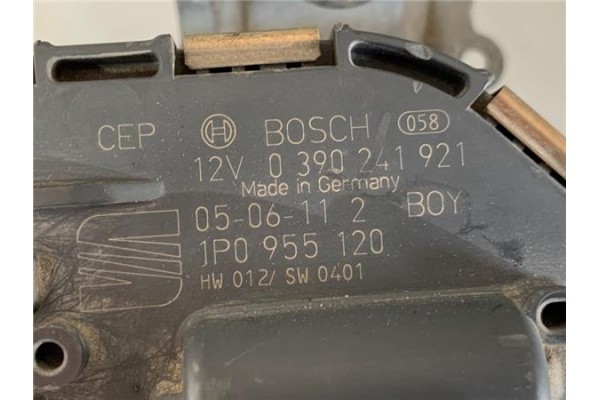 CEP BOSCH 058
12V 0 390 241 921
Made in Germany
05-06-11 2 BOY
1P0 955 120
HW 012/ SW 0401